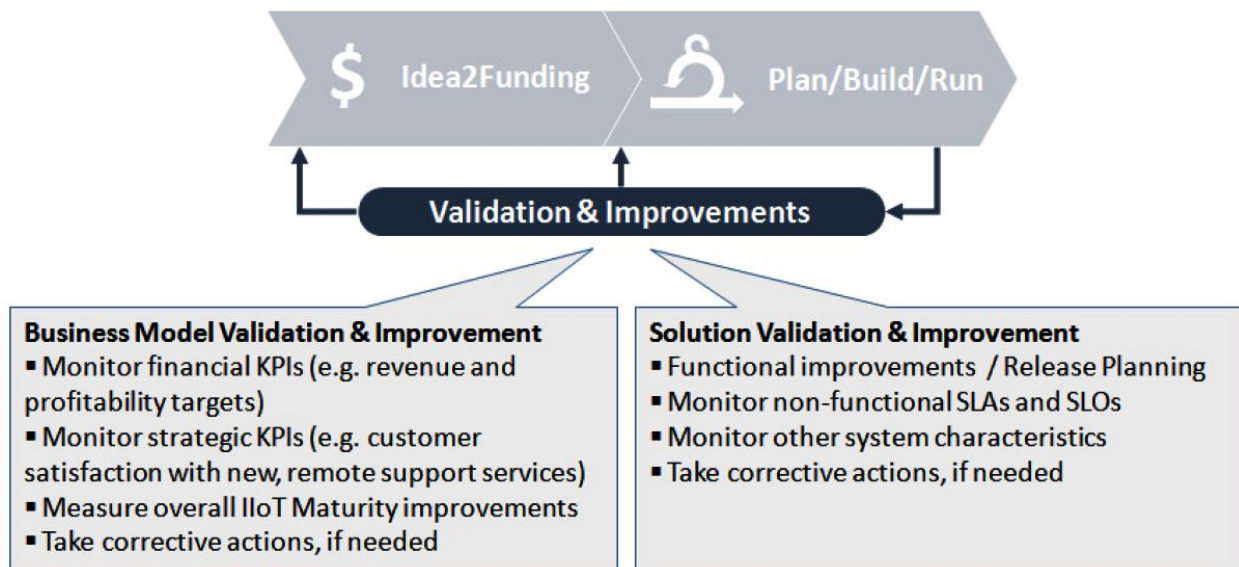 $ Idea2Funding
Plan/Build/Run
Validation & Improvements
Business Model Validation & Improvement
▪ Monitor financial KPIs (e.g. revenue and
profitability targets)
▪ Monitor strategic KPIs (e.g. customer
satisfaction with new, remote support services)
▪ Measure overall IIoT Maturity improvements
▪ Take corrective actions, if needed
Solution Validation & Improvement
▪ Functional improvements / Release Planning
▪ Monitor non-functional SLAs and SLOs
▪ Monitor other system characteristics
▪ Take corrective actions, if needed